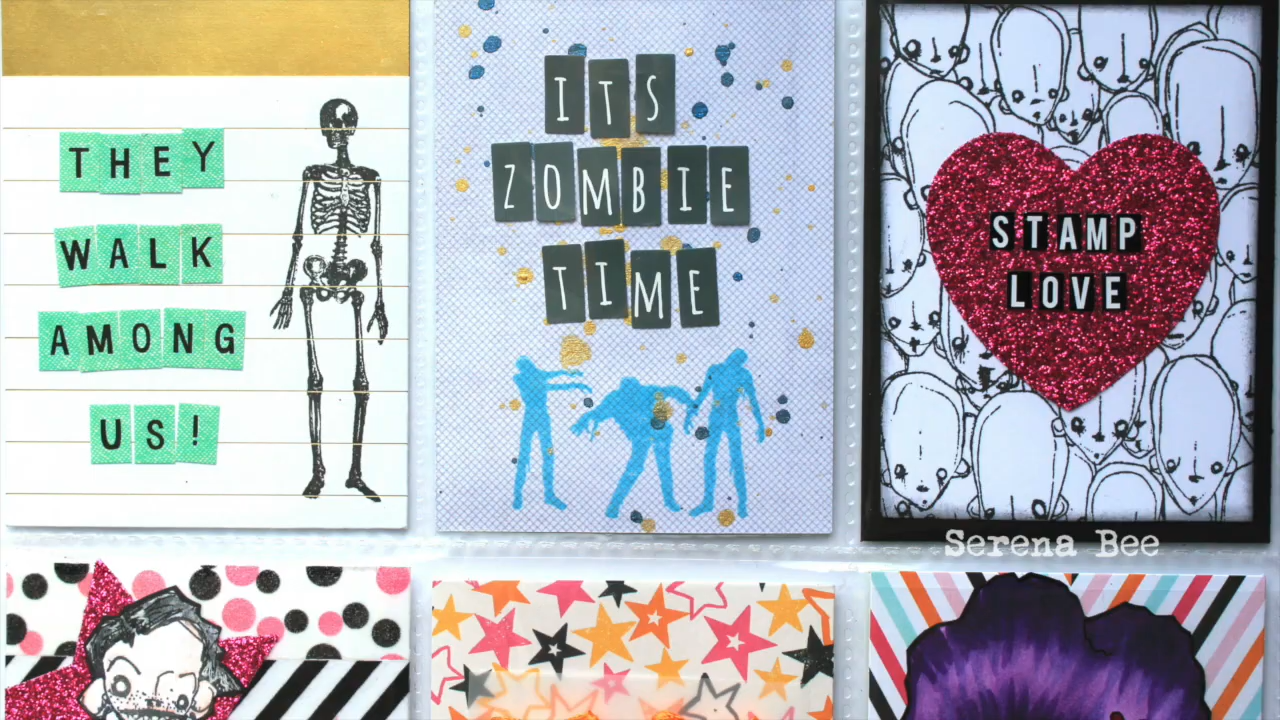 THEY
WALK
AMONG
US!
ITS
ZOMBIE
TIME
STAMP
LOVE
Serena Bee